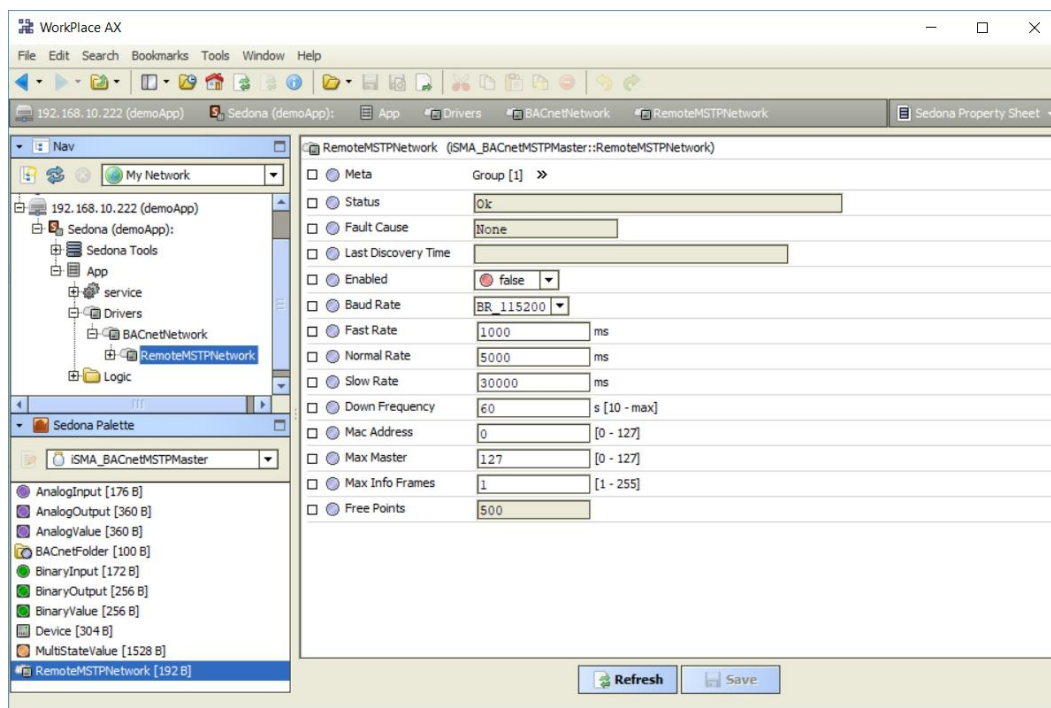 WorkPlace AX
File Edit Search Bookmarks Tools Window Help
192.168.10.222 (demoApp) Sedona (demoApp): App Drivers BACnetNetwork RemoteMSTPNetwork Sedona Property Sheet
Nav
My Network
192.168.10.222 (demoApp)
Sedona (demoApp):
Sedona Tools
App
service
Drivers
BACnetNetwork
RemoteMSTPNetwork
Logic
Sedona Palette
iSMA_BACnetMSTPMaster
AnalogInput [176 B]
AnalogOutput [360 B]
AnalogValue [360 B]
BACnetFolder [100 B]
BinaryInput [172 B]
BinaryOutput [256 B]
BinaryValue [256 B]
Device [304 B]
MultiStateValue [1528 B]
RemoteMSTPNetwork [192 B]
RemoteMSTPNetwork (iSMA_BACnetMSTPMaster::RemoteMSTPNetwork)
Meta Group [1] »
Status Ok
Fault Cause None
Last Discovery Time
Enabled false
Baud Rate BR_115200
Fast Rate 1000 ms
Normal Rate 5000 ms
Slow Rate 30000 ms
Down Frequency 60 s [10 - max]
Mac Address 0 [0 - 127]
Max Master 127 [0 - 127]
Max Info Frames 1 [1 - 255]
Free Points 500
Refresh Save